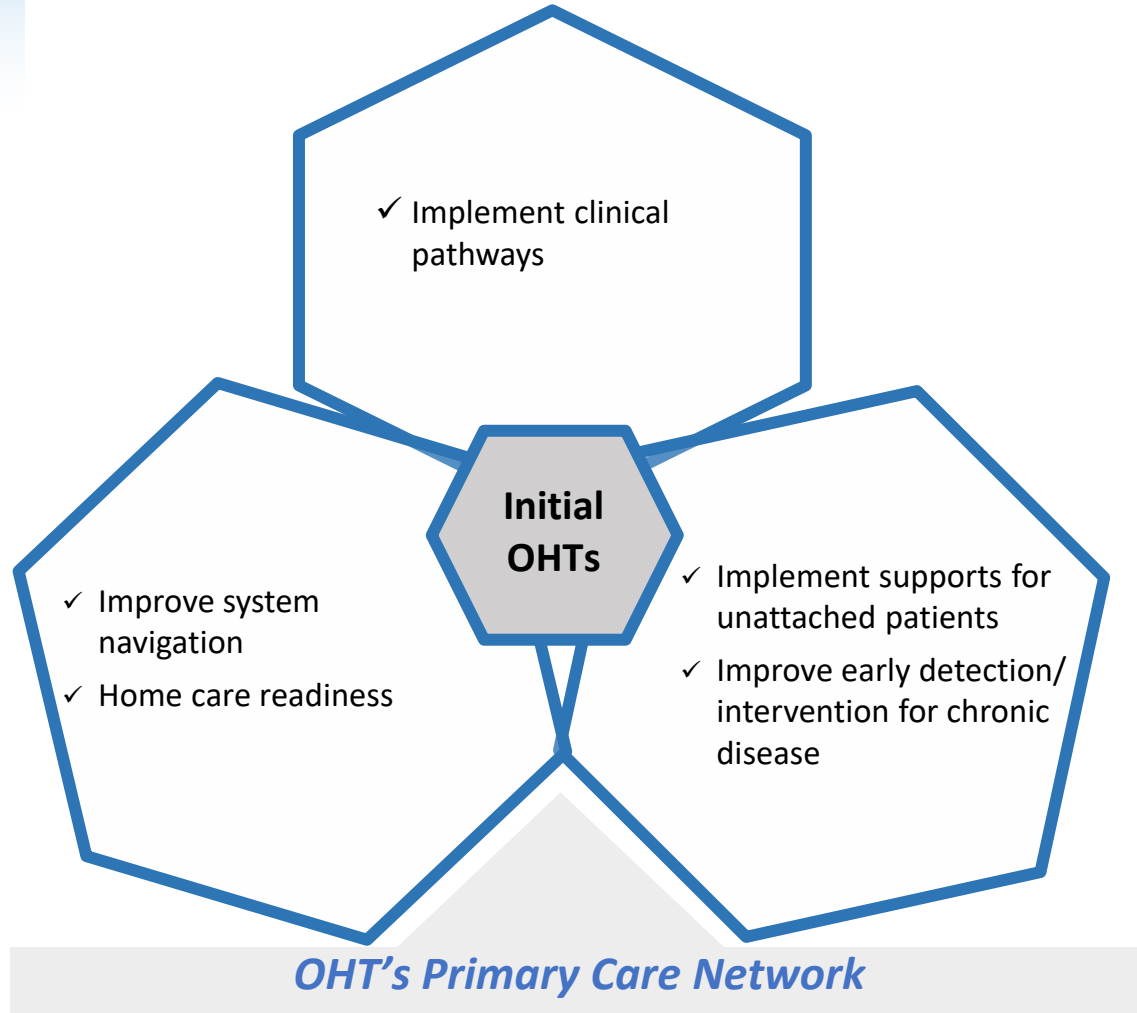 ✓ Implement clinical
pathways
Initial
OHTs
✓ Improve system
navigation
✓ Home care readiness
✓ Implement supports for
unattached patients
✓ Improve early detection/
intervention for chronic
disease
OHT’s Primary Care Network